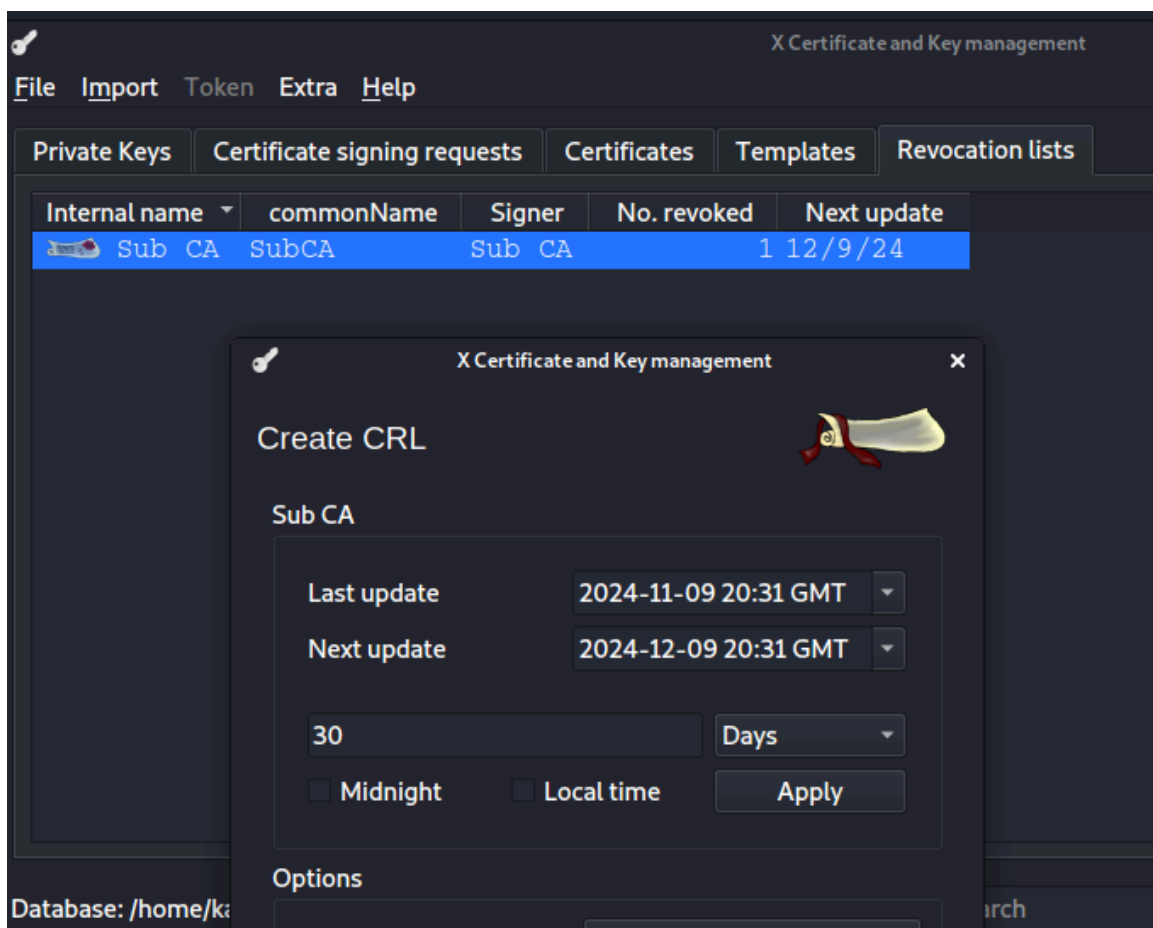 X Certificate and Key management
File Import Token Extra Help
Private Keys Certificate signing requests Certificates Templates Revocation lists
Internal name commonName Signer No. revoked Next update
Sub CA SubCA Sub CA 1 12/9/24
X Certificate and Key management
Create CRL
Sub CA
Last update 2024-11-09 20:31 GMT
Next update 2024-12-09 20:31 GMT
30 Days
Midnight Local time Apply
Options
Database: /home/ka arch